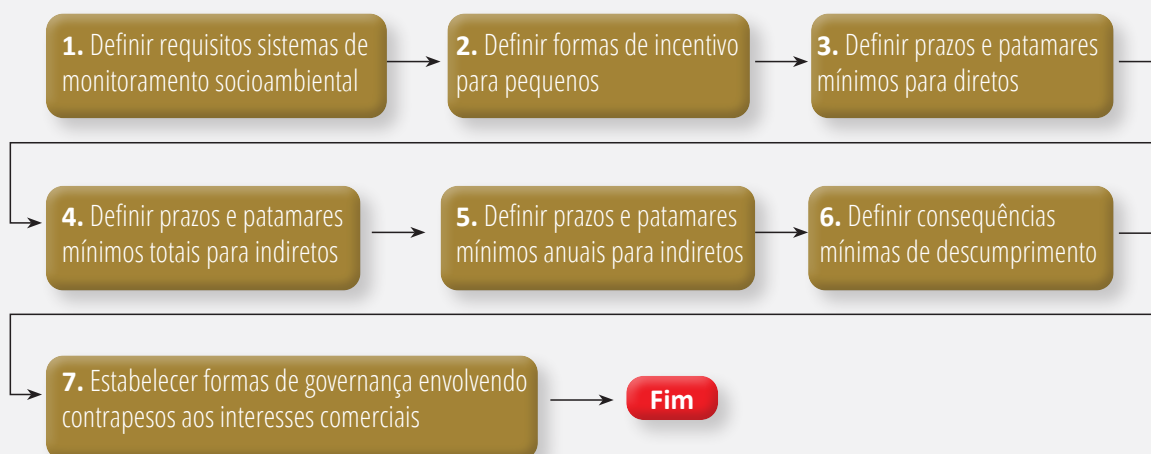 1. Definir requisitos sistemas de
monitoramento socioambiental
2. Definir formas de incentivo
para pequenos
3. Definir prazos e patamares
mínimos para diretos
4. Definir prazos e patamares
mínimos totais para indiretos
5. Definir prazos e patamares
mínimos anuais para indiretos
6. Definir consequências
mínimas de descumprimento
7. Estabelecer formas de governança envolvendo
contrapesos aos interesses comerciais
Fim